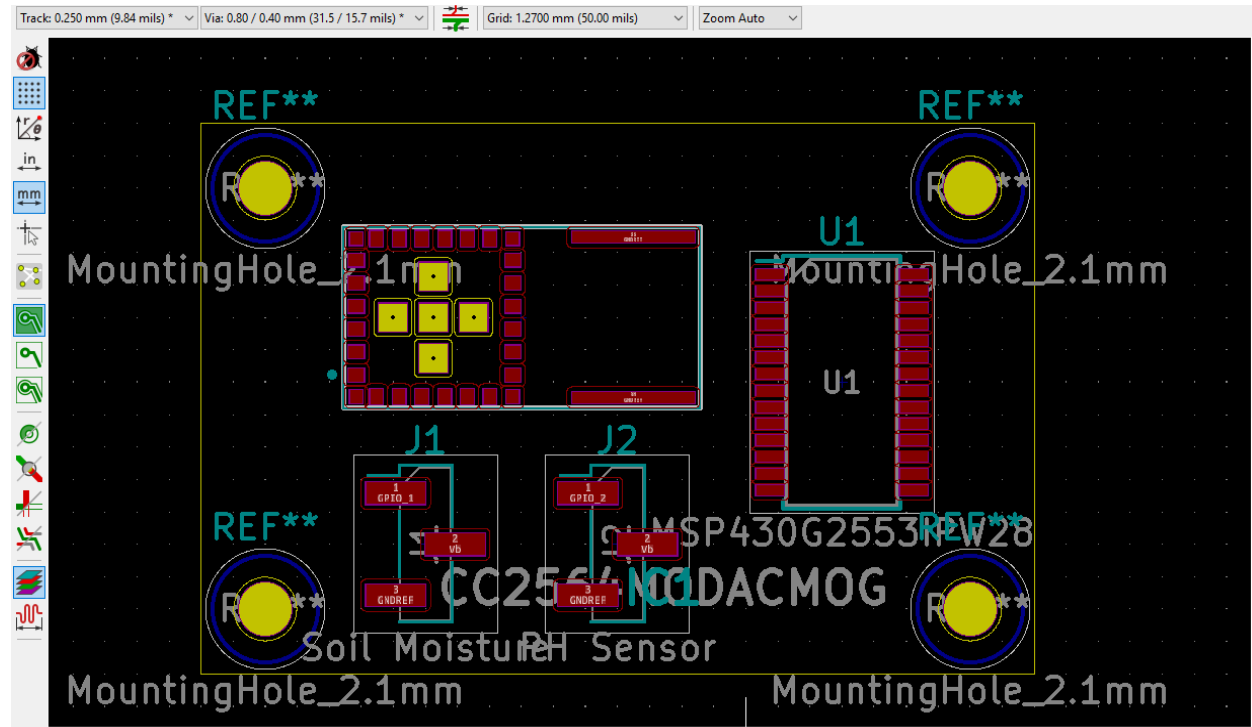 Track: 0.250 mm (9.84 mils) *
Via: 0.80 / 0.40 mm (31.5 / 15.7 mils) *
Grid: 1.2700 mm (50.00 mils)
Zoom Auto
in
mm
REF**
REF**
R**
R**
U1
MountingHole_2.1mm
MountingHole_2.1mm
U1
J1
J2
1
GPIO_1
1
GPIO_2
REF**
REF**
MSP430G2553IPW28
2
Vb
2
Vb
CC2564MODACMOG
IC1
3
GNDREF
3
GNDREF
R**
R**
Soil Moisture
PH Sensor
MountingHole_2.1mm
MountingHole_2.1mm